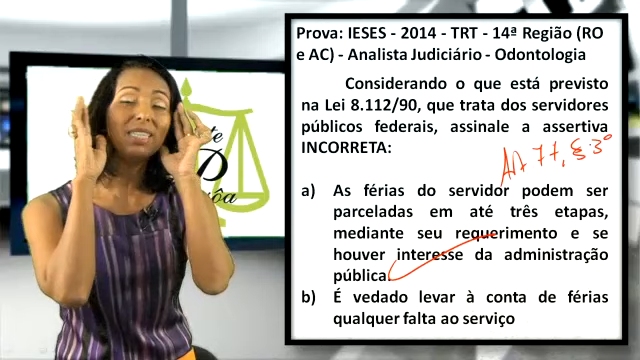 Prova: IESES - 2014 - TRT - 14ª Região (RO
e AC) - Analista Judiciário - Odontologia
Considerando o que está previsto
na Lei 8.112/90, que trata dos servidores
públicos federais, assinale a assertiva
INCORRETA:
Art 77, § 3º
a) As férias do servidor podem ser
parceladas em até três etapas,
mediante seu requerimento e se
houver interesse da administração
pública.
b) É vedado levar à conta de férias
qualquer falta ao serviço